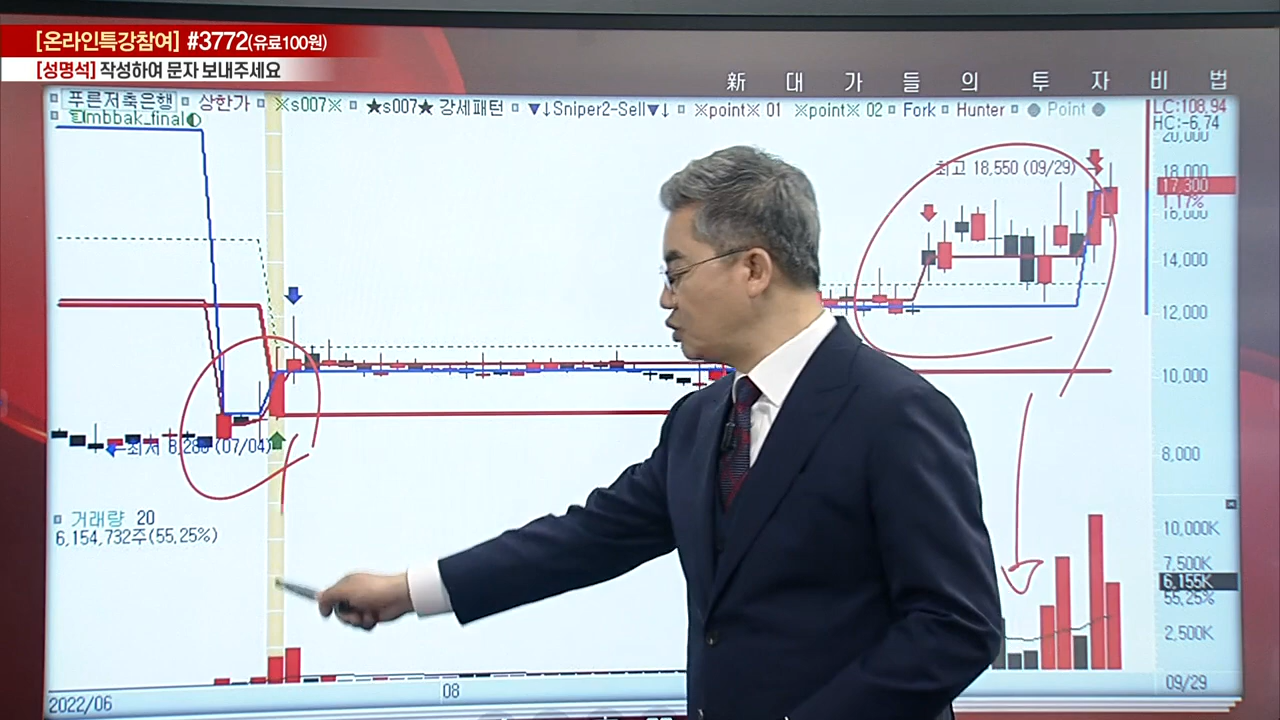 [온라인특강참여] #3772(유료100원)
[성명석] 작성하여 문자 보내주세요
新 대 가 들 의 투 자 비 법
푸른저축은행 상한가 ※s007※ ★s007★ 강세패턴 ▼↓Sniper2-Sell▼↓ ※point※ 01 ※point※ 02 Fork Hunter Point
mbbak_final
LC:108.94
HC:-6.74
20,000
최고 18,550 (09/29)
18,000
17,300
1.17%
16,000
14,000
12,000
10,000
최저 8,280 (07/04)
8,000
거래량 20
6,154,732주(55.25%)
10,000K
7,500K
6,155K
55,25%
2,500K
2022/06
08
09/29